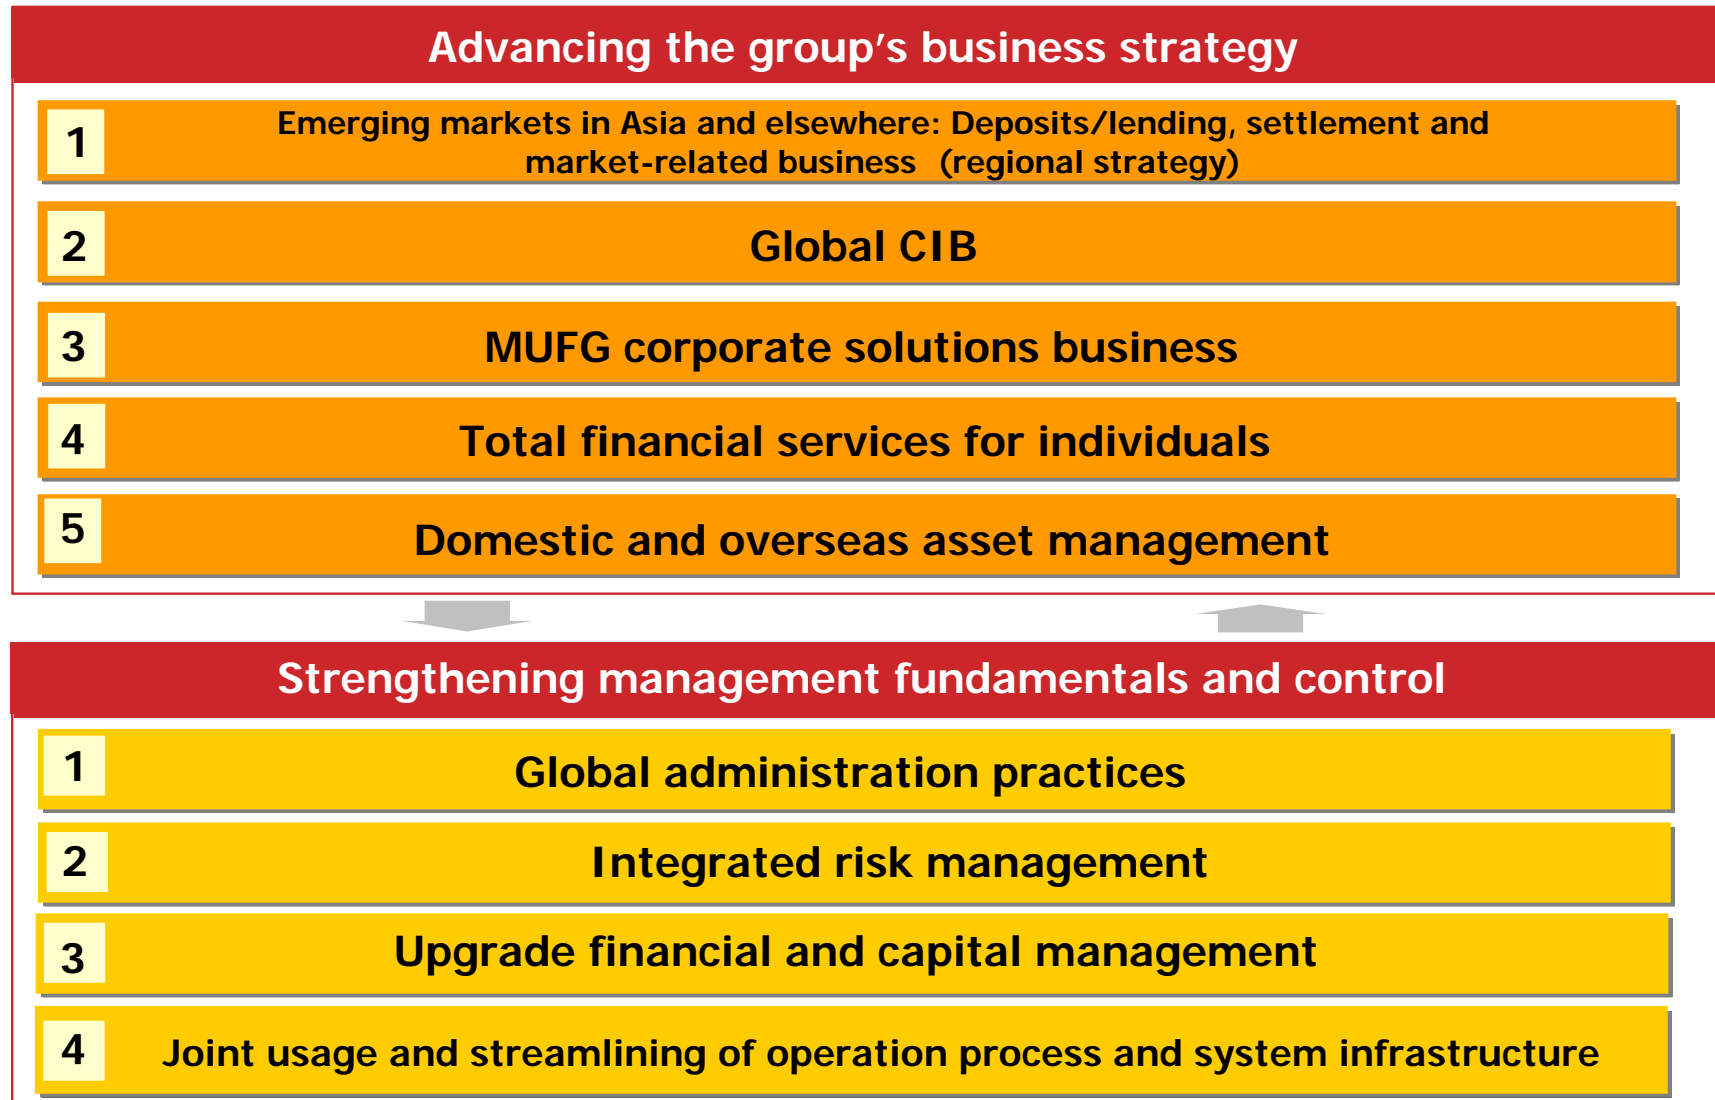 Advancing the group's business strategy
1
Emerging markets in Asia and elsewhere: Deposits/lending, settlement and
market-related business (regional strategy)
2
Global CIB
3
MUFG corporate solutions business
4
Total financial services for individuals
5
Domestic and overseas asset management
Strengthening management fundamentals and control
1
Global administration practices
2
Integrated risk management
3
Upgrade financial and capital management
4
Joint usage and streamlining of operation process and system infrastructure